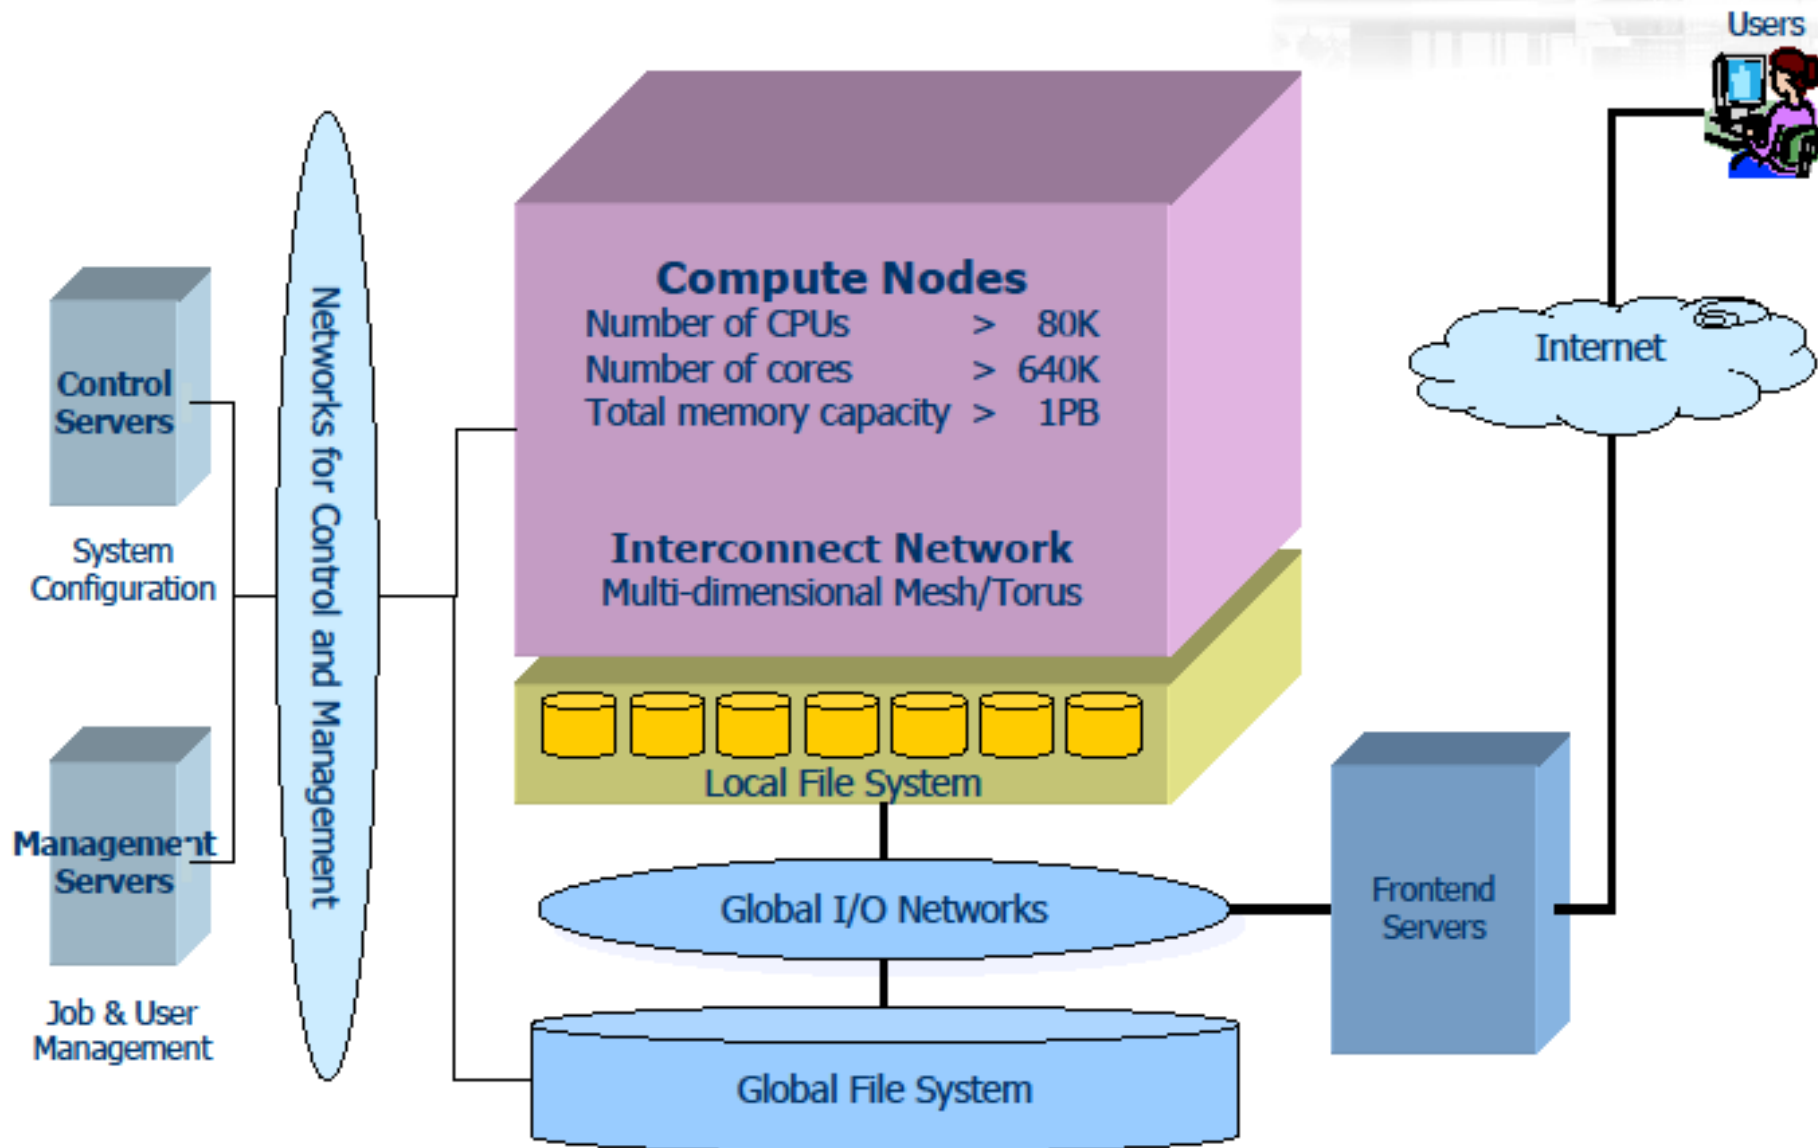 Users
Compute Nodes
Number of CPUs > 80K
Number of cores > 640K
Total memory capacity > 1PB
Interconnect Network
Multi-dimensional Mesh/Torus
Local File System
Control
Servers
System
Configuration
Networks for Control and Management
Management
Servers
Job & User
Management
Internet
Global I/O Networks
Frontend
Servers
Global File System